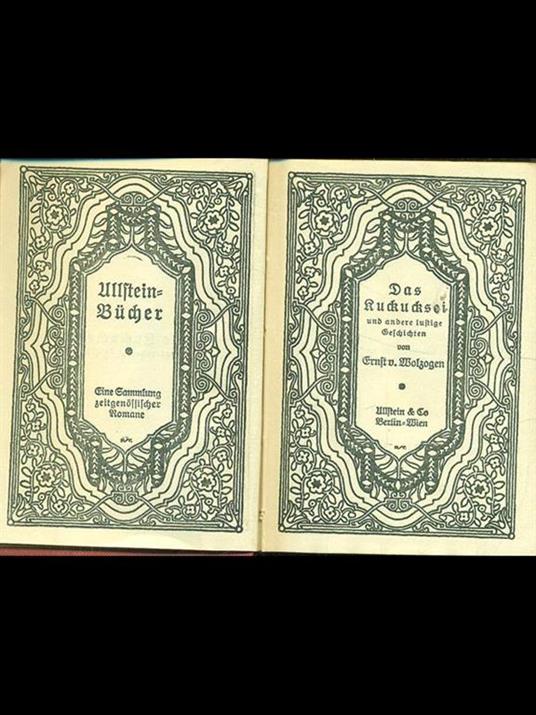 Ullstein=
Bücher
Eine Sammlung
zeitgenössischer
Romane
Das
Kuckucksei
und andere lustige
Geschichten
von
Ernst v. Wolzogen
Ullstein & Co
Berlin=Wien